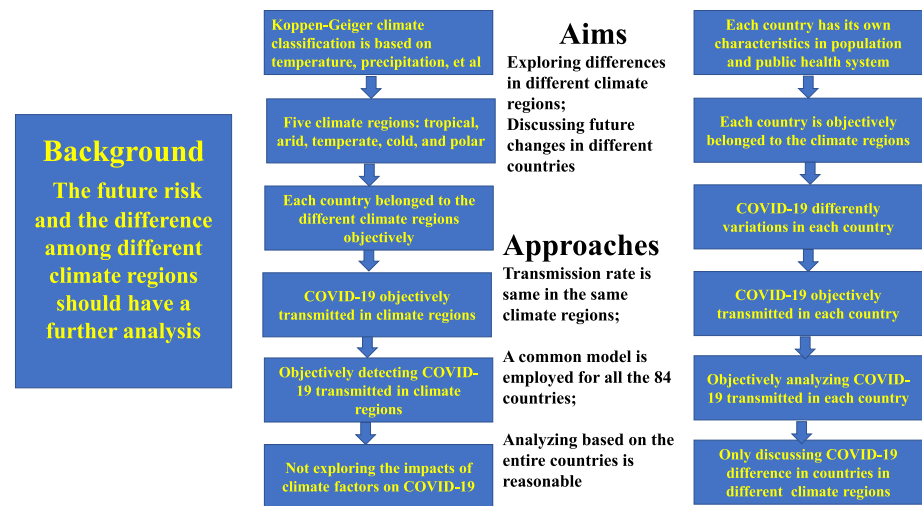 Background
The future risk
and the difference
among different
climate regions
should have a
further analysis
Koppen-Geiger climate
classification is based on
temperature, precipitation, et al
Five climate regions: tropical,
arid, temperate, cold, and polar
Each country belonged to the
different climate regions
objectively
COVID-19 objectively
transmitted in climate regions
Objectively detecting COVID-
19 transmitted in climate
regions
Not exploring the impacts of
climate factors on COVID-19
Aims
Exploring differences
in different climate
regions;
Discussing future
changes in different
countries
Approaches
Transmission rate is
same in the same
climate regions;
A common model is
employed for all the 84
countries;
Analyzing based on the
entire countries is
reasonable
Each country has its own
characteristics in population
and public health system
Each country is objectively
belonged to the climate regions
COVID-19 differently
variations in each country
COVID-19 objectively
transmitted in each country
Objectively analyzing COVID-
19 transmitted in each country
Only discussing COVID-19
difference in countries in
different climate regions